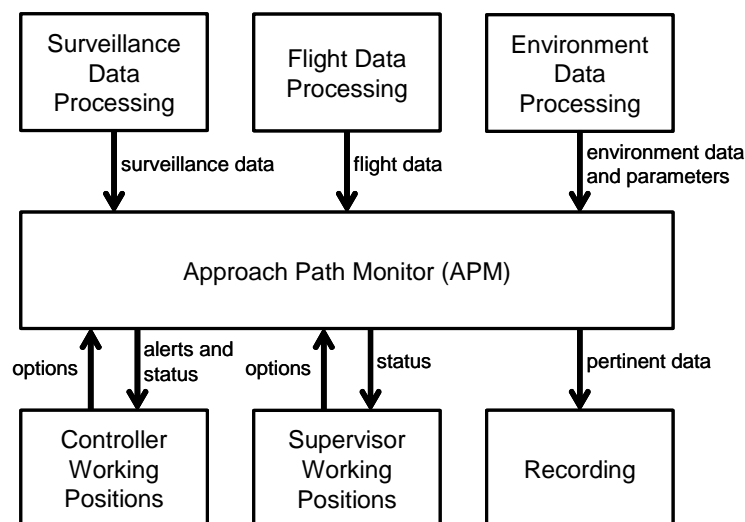 Surveillance
Data
Processing
Flight Data
Processing
Environment
Data
Processing
surveillance data
flight data
environment data
and parameters
Approach Path Monitor (APM)
options
alerts and
status
options
status
pertinent data
Controller
Working
Positions
Supervisor
Working
Positions
Recording